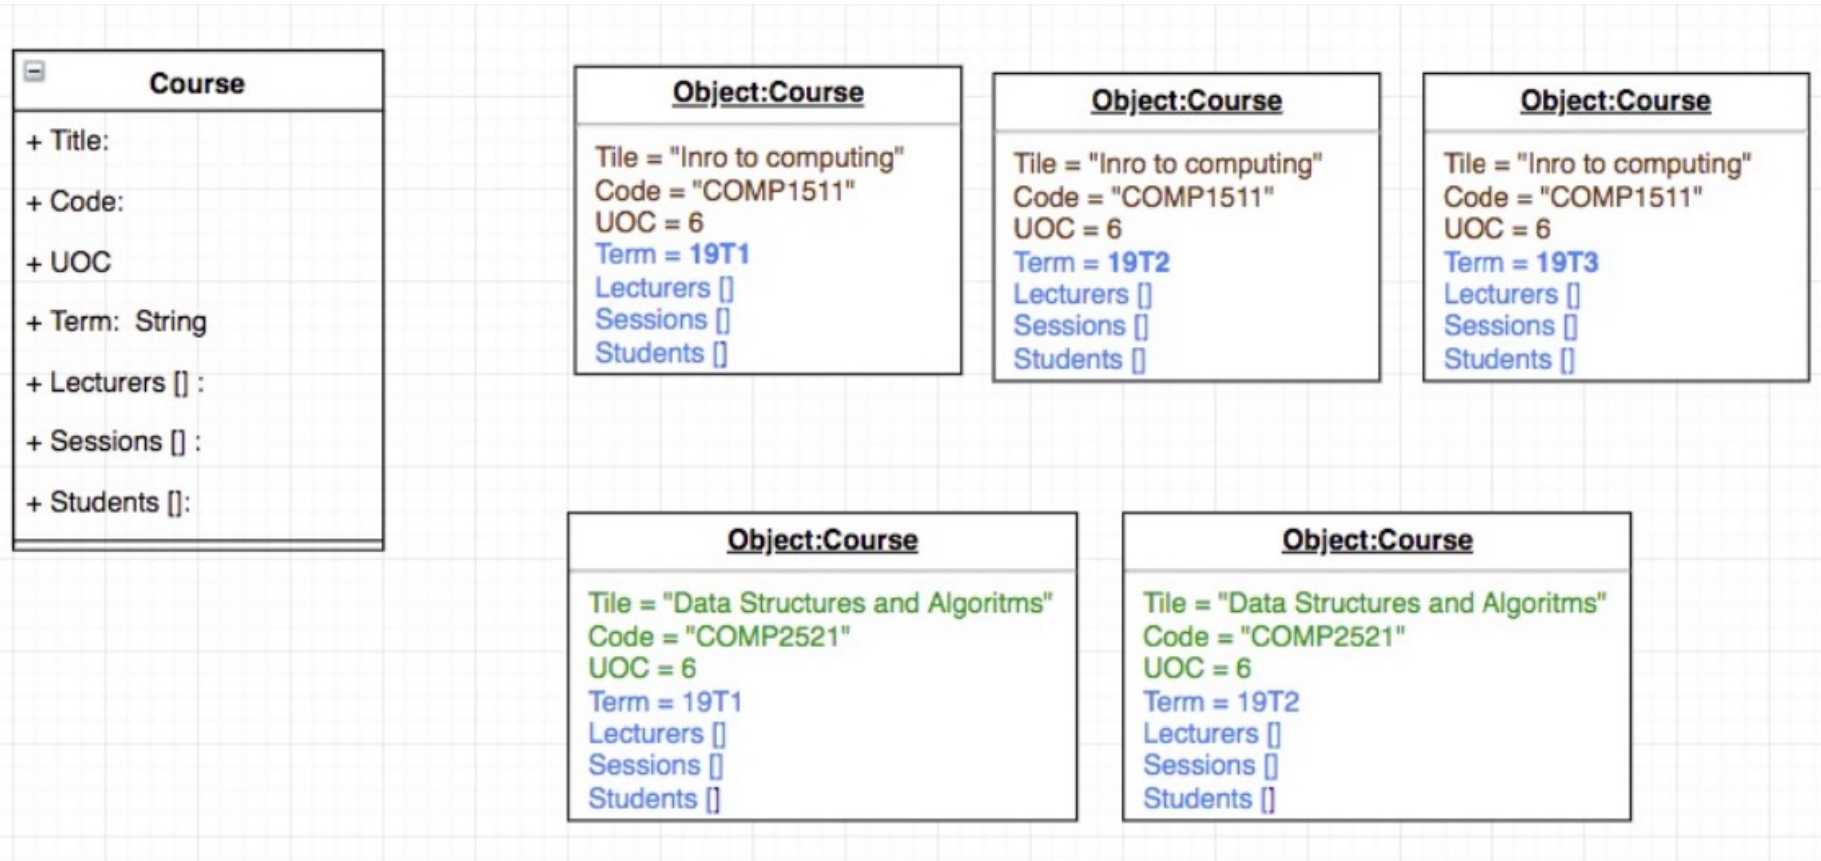 Course
+ Title:
+ Code:
+ UOC
+ Term:  String
+ Lecturers [] :
+ Sessions [] :
+ Students []:
Object:Course
Tile = "Inro to computing"
Code = "COMP1511"
UOC = 6
Term = 19T1
Lecturers []
Sessions []
Students []
Object:Course
Tile = "Inro to computing"
Code = "COMP1511"
UOC = 6
Term = 19T2
Lecturers []
Sessions []
Students []
Object:Course
Tile = "Inro to computing"
Code = "COMP1511"
UOC = 6
Term = 19T3
Lecturers []
Sessions []
Students []
Object:Course
Tile = "Data Structures and Algoritms"
Code = "COMP2521"
UOC = 6
Term = 19T1
Lecturers []
Sessions []
Students []
Object:Course
Tile = "Data Structures and Algoritms"
Code = "COMP2521"
UOC = 6
Term = 19T2
Lecturers []
Sessions []
Students []